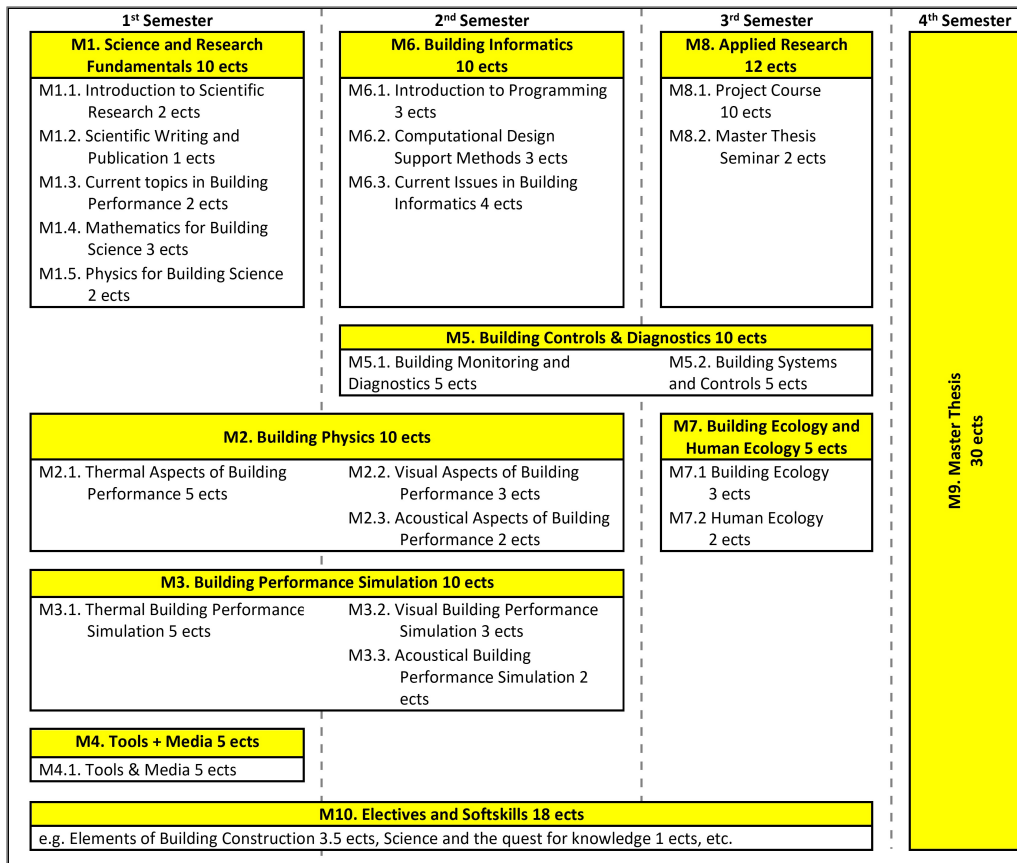 1st Semester
2nd Semester
3rd Semester
4th Semester
M1. Science and Research
Fundamentals 10 ects
M1.1. Introduction to Scientific
Research 2 ects
M1.2. Scientific Writing and
Publication 1 ects
M1.3. Current topics in Building
Performance 2 ects
M1.4. Mathematics for Building
Science 3 ects
M1.5. Physics for Building Science
2 ects
M6. Building Informatics
10 ects
M6.1. Introduction to Programming
3 ects
M6.2. Computational Design
Support Methods 3 ects
M6.3. Current Issues in Building
Informatics 4 ects
M8. Applied Research
12 ects
M8.1. Project Course
10 ects
M8.2. Master Thesis
Seminar 2 ects
M5. Building Controls & Diagnostics 10 ects
M5.1. Building Monitoring and
Diagnostics 5 ects
M5.2. Building Systems
and Controls 5 ects
M2. Building Physics 10 ects
M2.1. Thermal Aspects of Building
Performance 5 ects
M2.2. Visual Aspects of Building
Performance 3 ects
M2.3. Acoustical Aspects of Building
Performance 2 ects
M7. Building Ecology and
Human Ecology 5 ects
M7.1 Building Ecology
3 ects
M7.2 Human Ecology
2 ects
M3. Building Performance Simulation 10 ects
M3.1. Thermal Building Performance
Simulation 5 ects
M3.2. Visual Building Performance
Simulation 3 ects
M3.3. Acoustical Building
Performance Simulation 2
ects
M4. Tools + Media 5 ects
M4.1. Tools & Media 5 ects
M10. Electives and Softskills 18 ects
e.g. Elements of Building Construction 3.5 ects, Science and the quest for knowledge 1 ects, etc.
M9. Master Thesis
30 ects